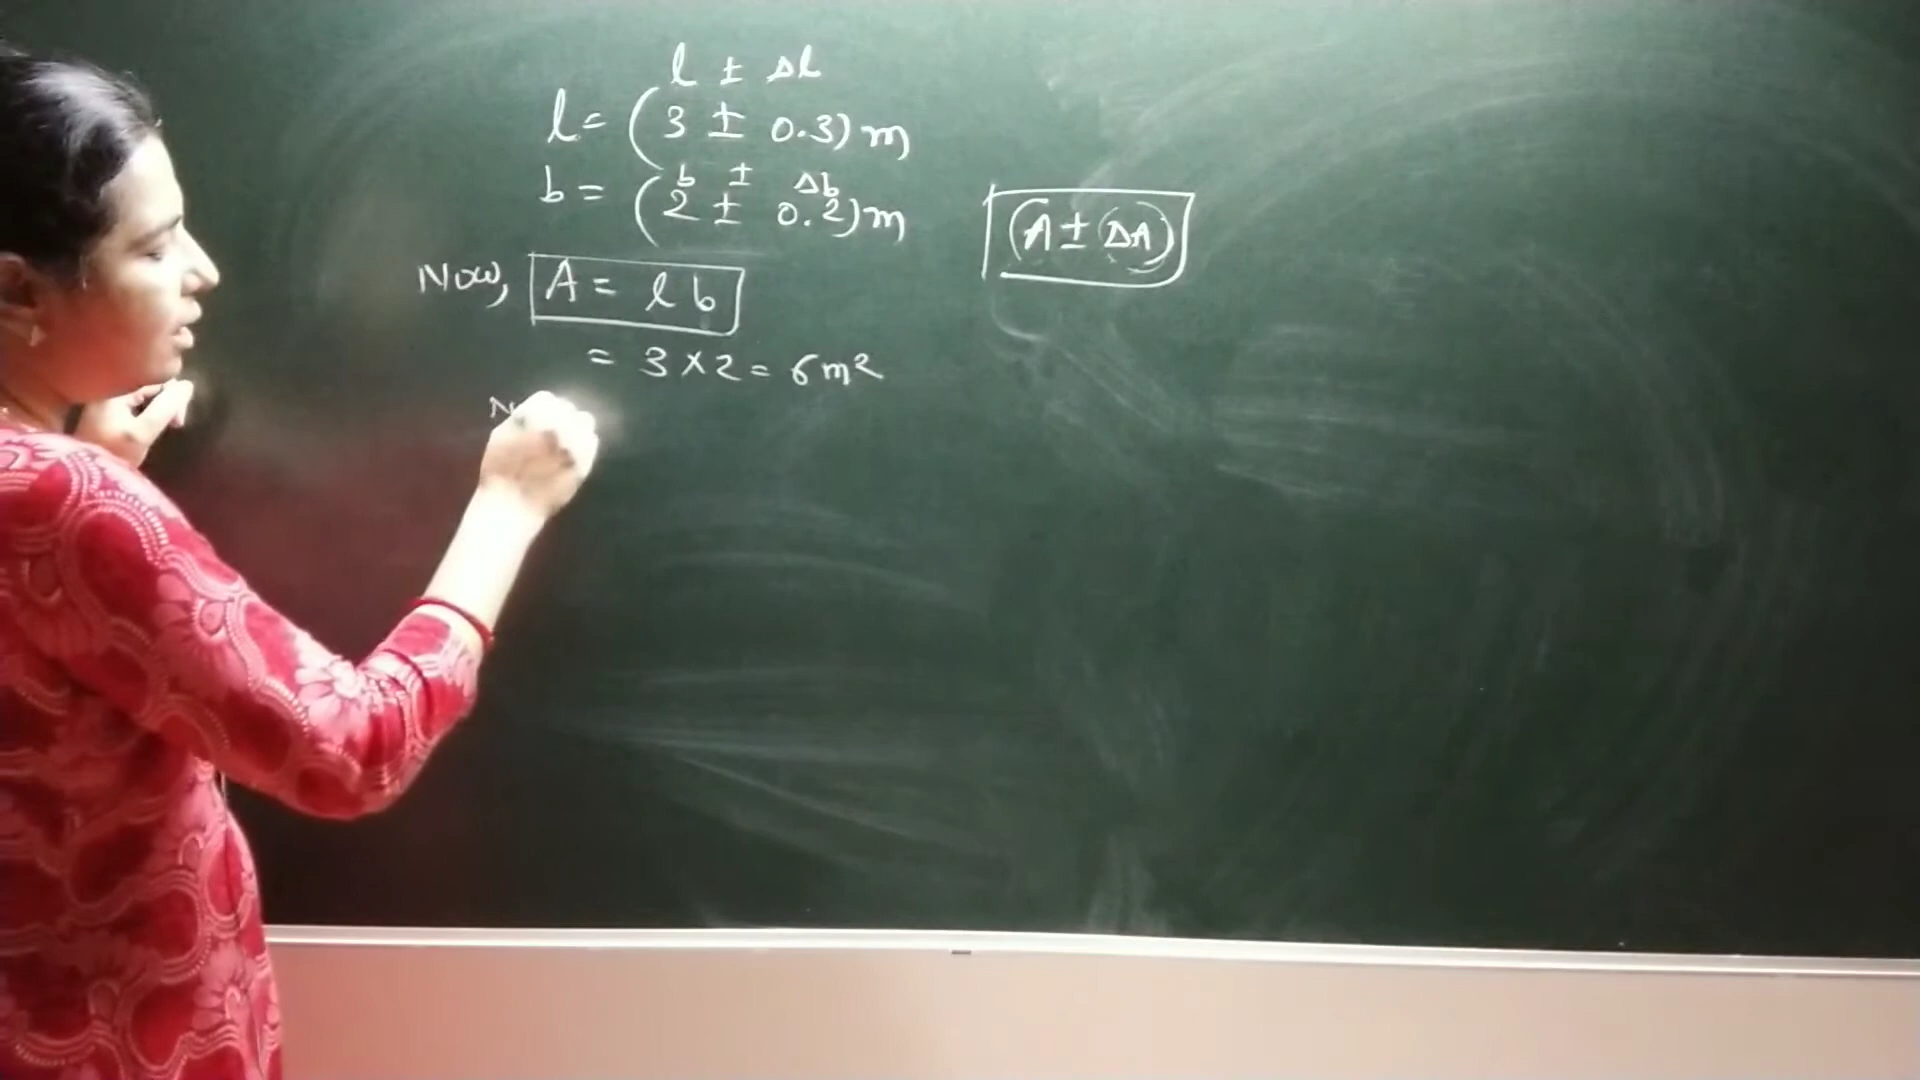 l ± Δl
l = (3 ± 0.3) m
b ± Δb
b = (2 ± 0.2) m
(A ± (ΔA))
Now, A = l b
= 3 × 2 = 6 m²